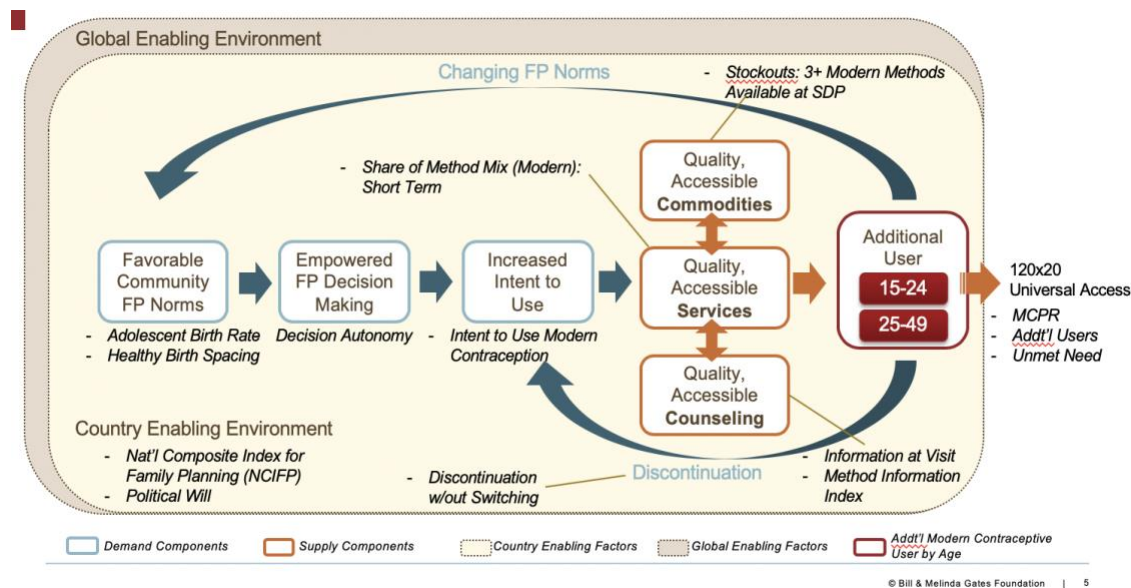 Global Enabling Environment
Changing FP Norms
- Stockouts: 3+ Modern Methods
Available at SDP
- Share of Method Mix (Modern):
Short Term
Quality,
Accessible
Commodities
Favorable
Community
FP Norms
- Adolescent Birth Rate
- Healthy Birth Spacing
Empowered
FP Decision
Making
Decision Autonomy
Increased
Intent to
Use
- Intent to Use Modern
Contraception
Quality,
Accessible
Services
Quality,
Accessible
Counseling
Additional
User
15-24
25-49
120x20
Universal Access
- MCPR
- Addt'l Users
- Unmet Need
Country Enabling Environment
- Nat'l Composite Index for
Family Planning (NCIFP)
- Political Will
- Discontinuation
w/out Switching
Discontinuation
- Information at Visit
- Method Information
Index
Demand Components
Supply Components
Country Enabling Factors
Global Enabling Factors
Addt'l Modern Contraceptive
User by Age
© Bill & Melinda Gates Foundation | 5